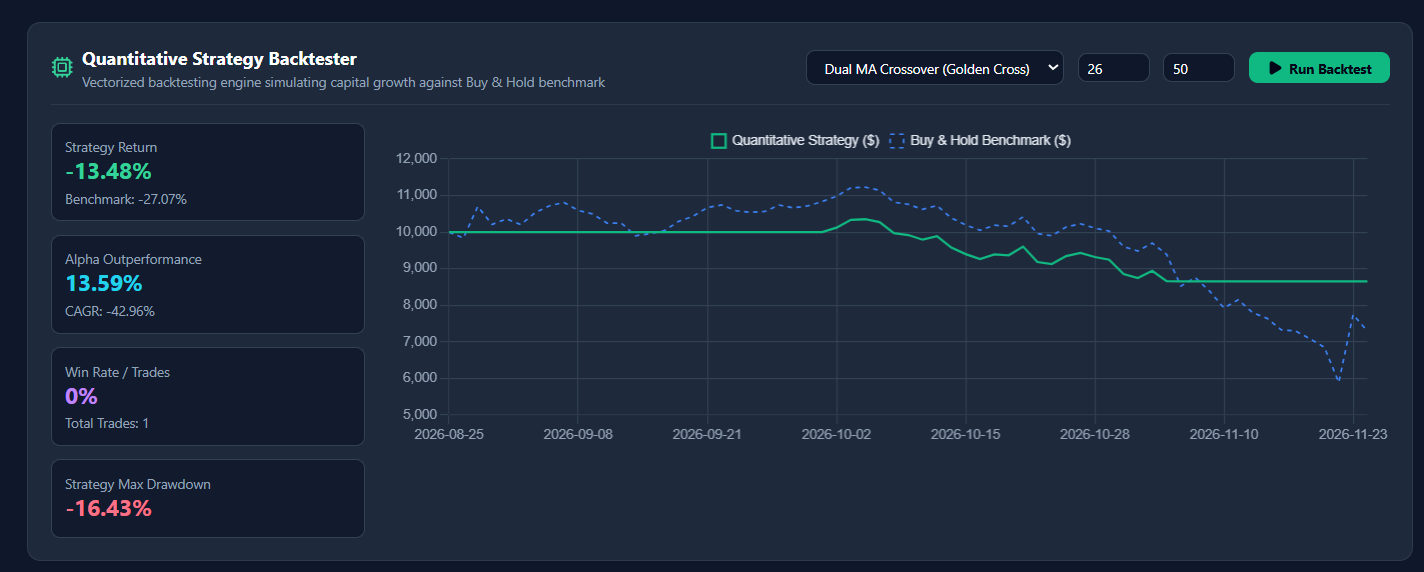 Quantitative Strategy Backtester
Vectorized backtesting engine simulating capital growth against Buy & Hold benchmark
Dual MA Crossover (Golden Cross)
26
50
Run Backtest
Strategy Return
-13.48%
Benchmark: -27.07%
Alpha Outperformance
13.59%
CAGR: -42.96%
Win Rate / Trades
0%
Total Trades: 1
Strategy Max Drawdown
-16.43%
Quantitative Strategy ($)
Buy & Hold Benchmark ($)
12,000
11,000
10,000
9,000
8,000
7,000
6,000
5,000
2026-08-25
2026-09-08
2026-09-21
2026-10-02
2026-10-15
2026-10-28
2026-11-10
2026-11-23